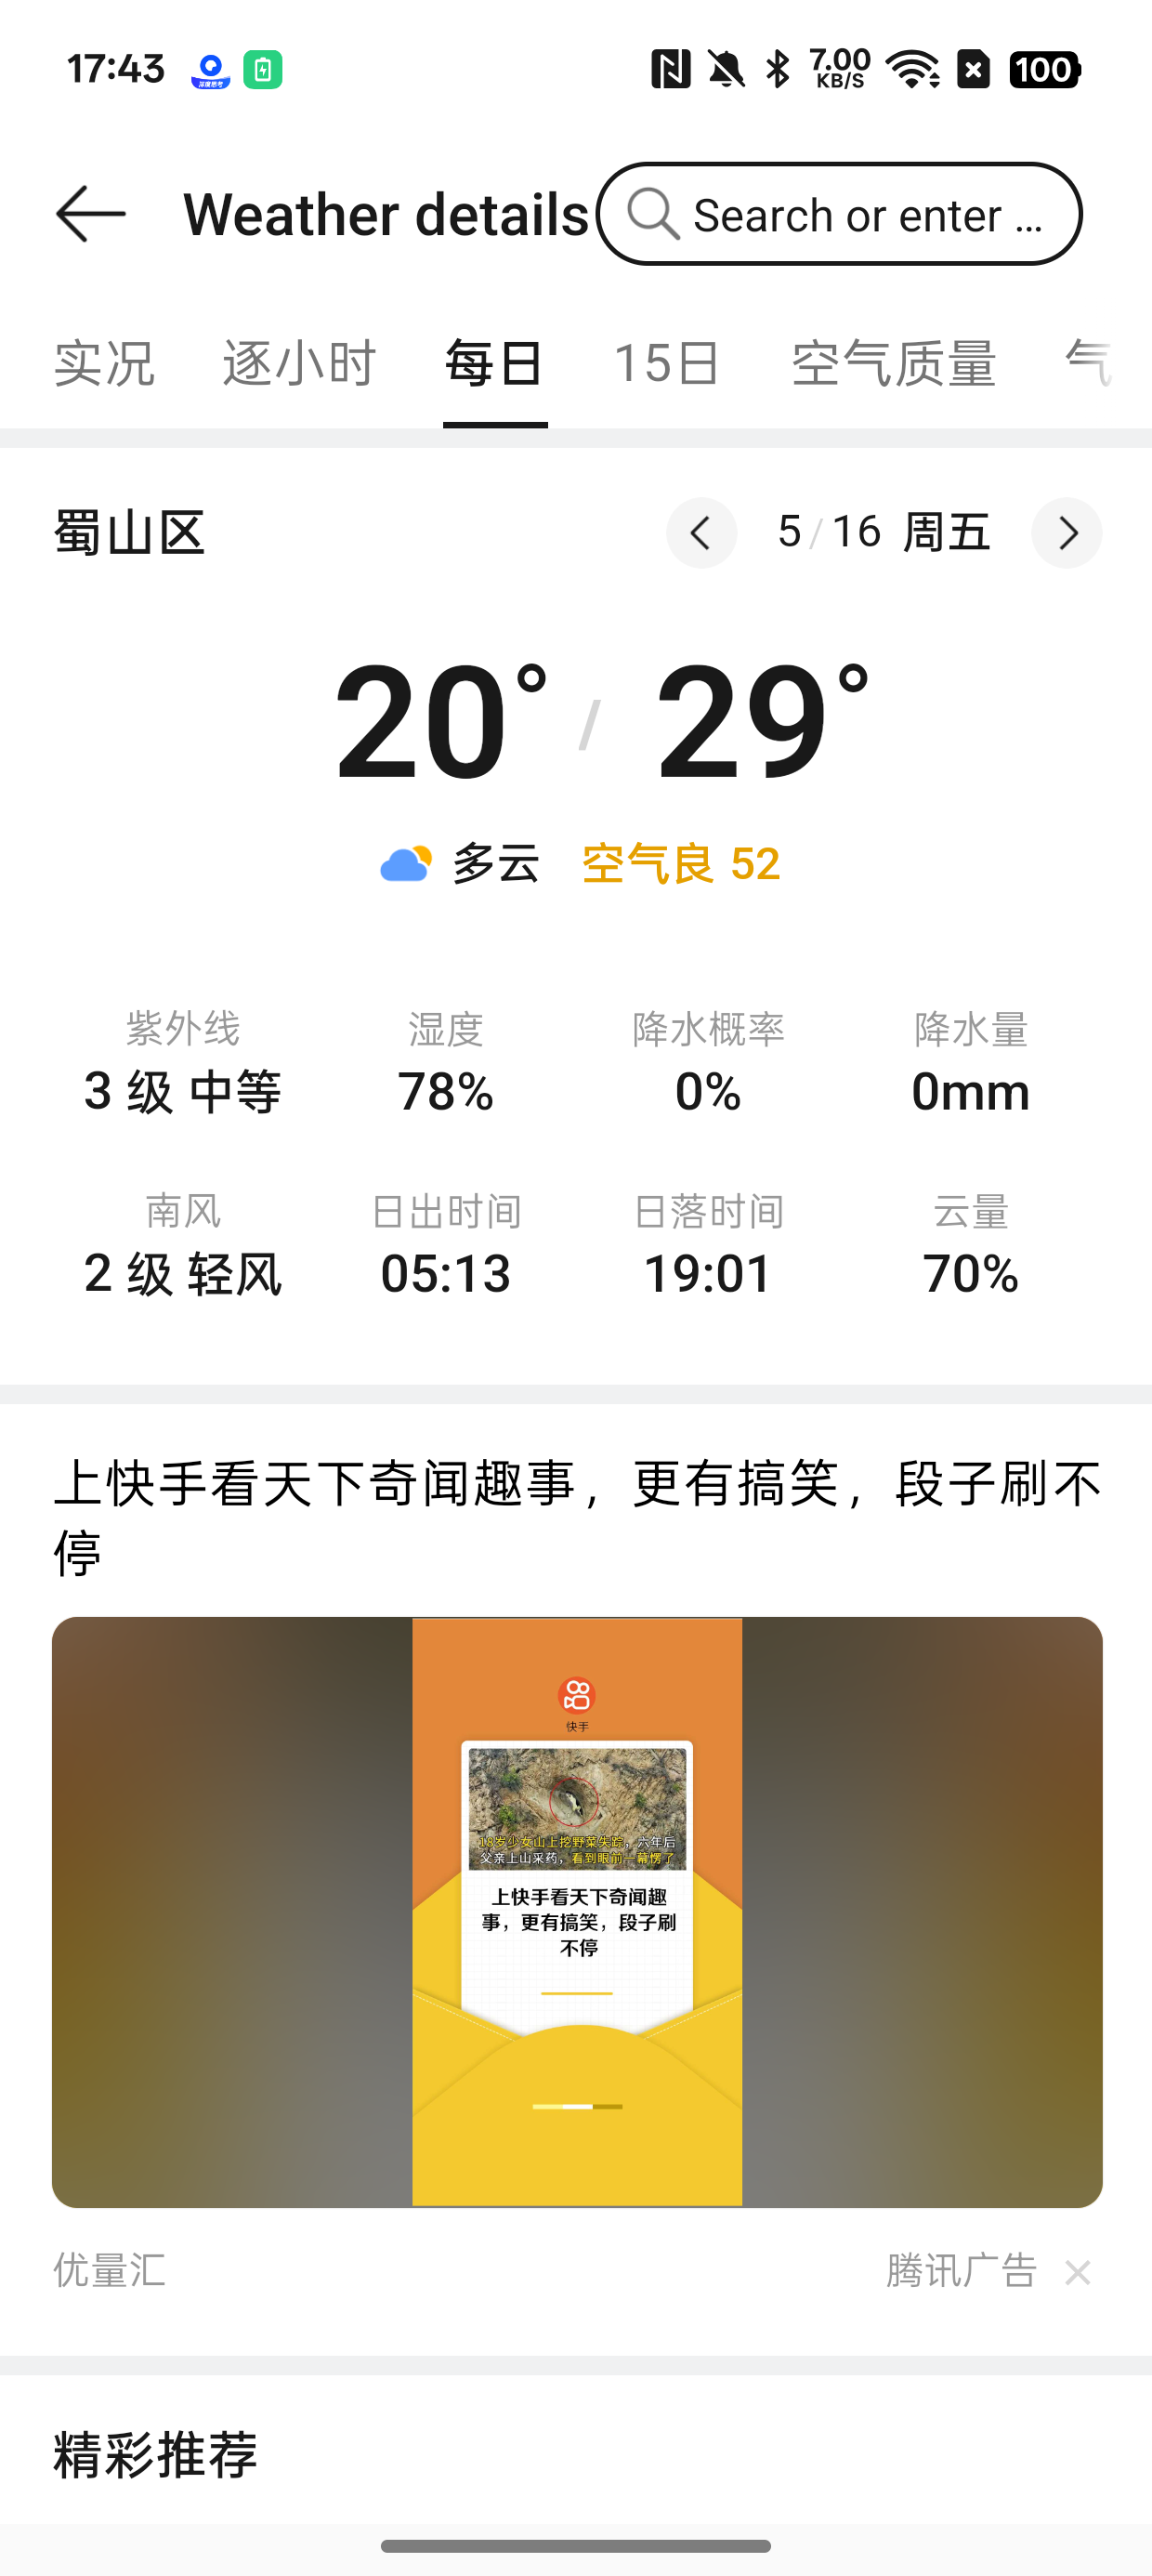 17:43
深度思考
7.00
KB/S
100
Weather details
Search or enter ...
实况 逐小时 每日 15日 空气质量 气
蜀山区
5/16 周五
20° / 29°
多云 空气良 52
紫外线 湿度 降水概率 降水量
3 级 中等 78% 0% 0mm
南风 日出时间 日落时间 云量
2 级 轻风 05:13 19:01 70%
上快手看天下奇闻趣事，更有搞笑，段子刷不
停
快手
18岁少女山上挖野菜失踪，六年后
父亲上山采药，看到眼前一幕愣了
上快手看天下奇闻趣
事，更有搞笑，段子刷
不停
优量汇
腾讯广告
精彩推荐